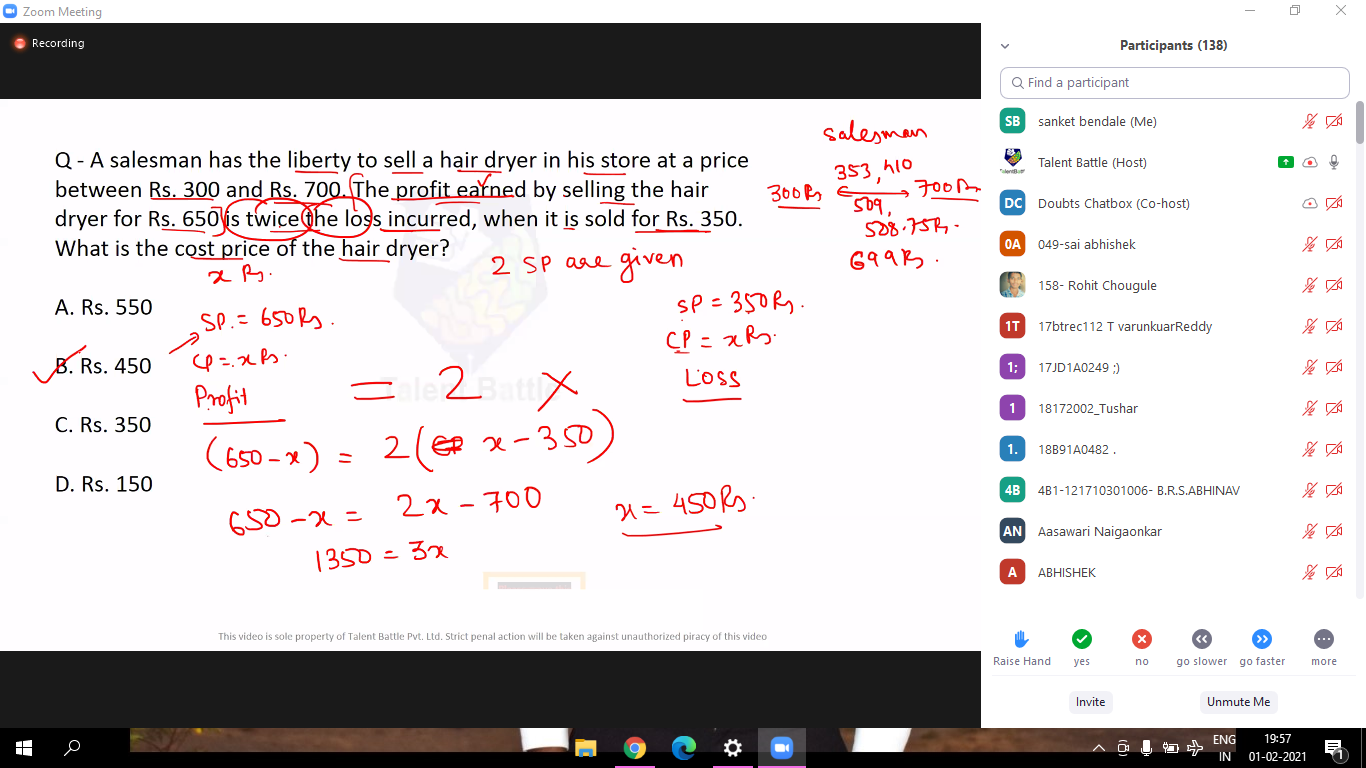 Zoom Meeting
Recording
Q - A salesman has the liberty to sell a hair dryer in his store at a price
between Rs. 300 and Rs. 700. The profit earned by selling the hair
dryer for Rs. 650 is twice the loss incurred, when it is sold for Rs. 350.
What is the cost price of the hair dryer?
x Rs.
2 SP are given
salesman
353, 410
300Rs
700Rs
509,
528.75Rs.
699Rs.
A. Rs. 550
B. Rs. 450
C. Rs. 350
D. Rs. 150
SP. = 650Rs.
CP = x Rs.
Profit
= 2 ×
SP = 350Rs.
CP = xRs.
Loss
Talent Battle
(650-x) = 2( x - 350)
650 - x = 2x - 700
1350 = 3x
x = 450Rs.
This video is sole property of Talent Battle Pvt. Ltd. Strict penal action will be taken against unauthorized piracy of this video
Participants (138)
Find a participant
SB sanket bendale (Me)
Talent Battle (Host)
DC Doubts Chatbox (Co-host)
0A 049-sai abhishek
158- Rohit Chougule
1T 17btrec112 T varunkuarReddy
1; 17JD1A0249 ;)
1 18172002_Tushar
1. 18B91A0482 .
4B 4B1-121710301006- B.R.S.ABHINAV
AN Aasawari Naigaonkar
A ABHISHEK
Raise Hand yes no go slower go faster more
Invite Unmute Me
ENG
IN
19:57
01-02-2021
1